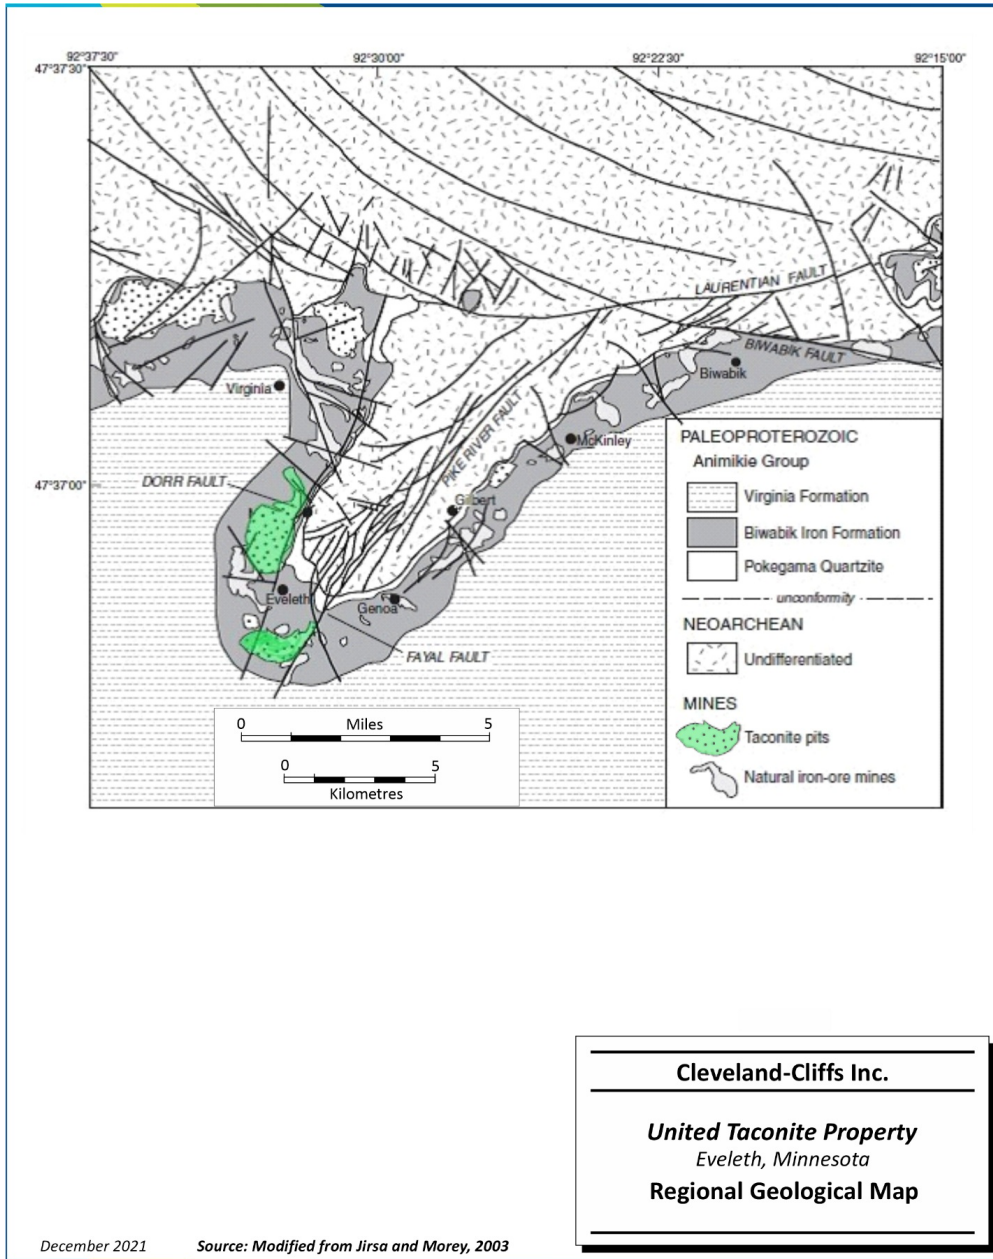 92°37'30"
92°30'00"
92°22'30"
92°15'00"
47°37'30"
LAURENTIAN FAULT
BIWABIK FAULT
Biwabik
Virginia
PIKE RIVER FAULT
McKinley
PALEOPROTEROZOIC
Animikie Group
DORR FAULT
47°37'00"
Gilbert
Virginia Formation
Biwabik Iron Formation
Pokegama Quartzite
unconformity
Eveleth
Genoa
NEOARCHEAN
FAYAL FAULT
Undifferentiated
MINES
0 Miles 5
Taconite pits
0 5
Natural iron-ore mines
Kilometres
Cleveland-Cliffs Inc.
United Taconite Property
Eveleth, Minnesota
Regional Geological Map
December 2021
Source: Modified from Jirsa and Morey, 2003